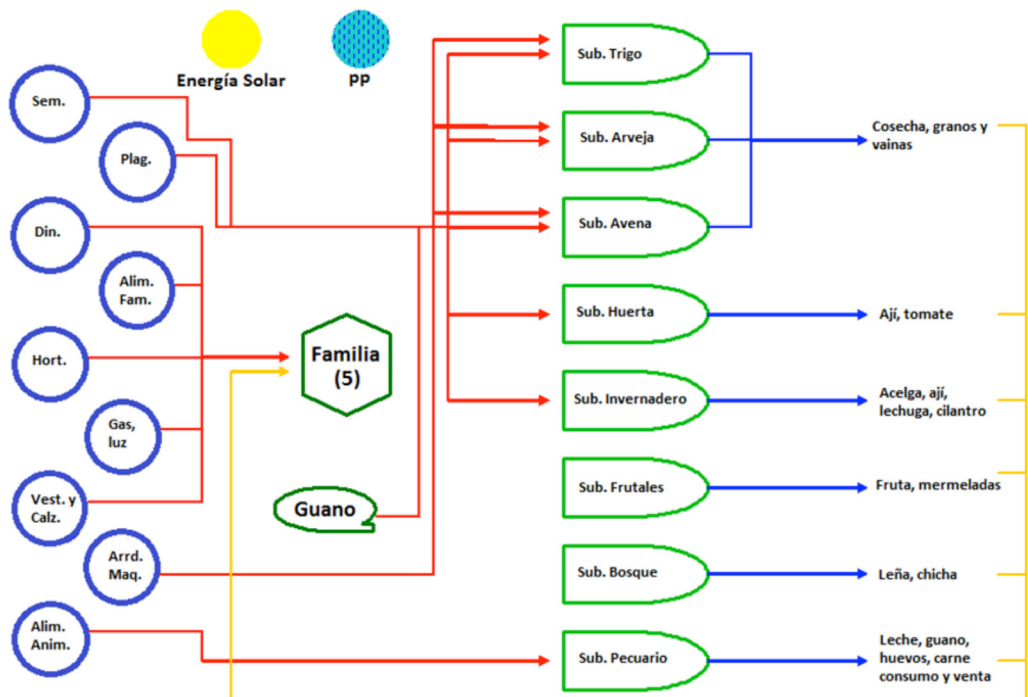 Energía Solar
PP
Sem.
Plag.
Din.
Alim.
Fam.
Hort.
Gas,
luz
Vest. y
Calz.
Arrd.
Maq.
Alim.
Anim.
Familia
(5)
Guano
Sub. Trigo
Sub. Arveja
Sub. Avena
Sub. Huerta
Sub. Invernadero
Sub. Frutales
Sub. Bosque
Sub. Pecuario
Cosecha, granos y
vainas
Ají, tomate
Acelga, ají,
lechuga, cilantro
Fruta, mermeladas
Leña, chicha
Leche, guano,
huevos, carne
consumo y venta